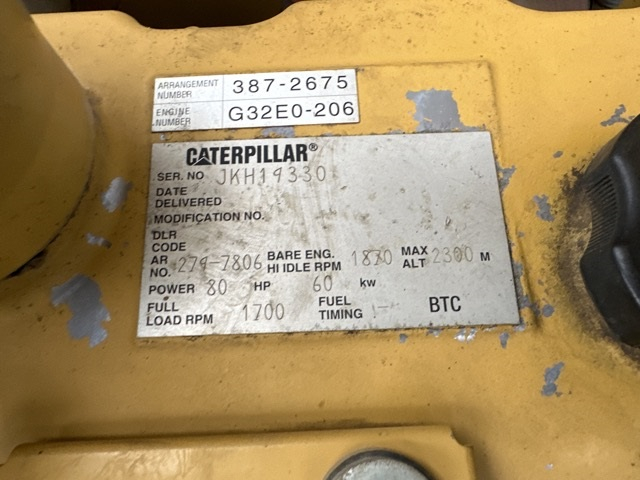 ARRANGEMENT NUMBER 387-2675
ENGINE NUMBER G32E0-206
CATERPILLAR®
SER. NO JKH19330
DATE DELIVERED
MODIFICATION NO.
DLR CODE
AR NO. 279-7806 BARE ENG. HI IDLE RPM 1870 MAX ALT 2300 M
POWER 80 HP 60 kw
FULL LOAD RPM 1700 FUEL TIMING BTC